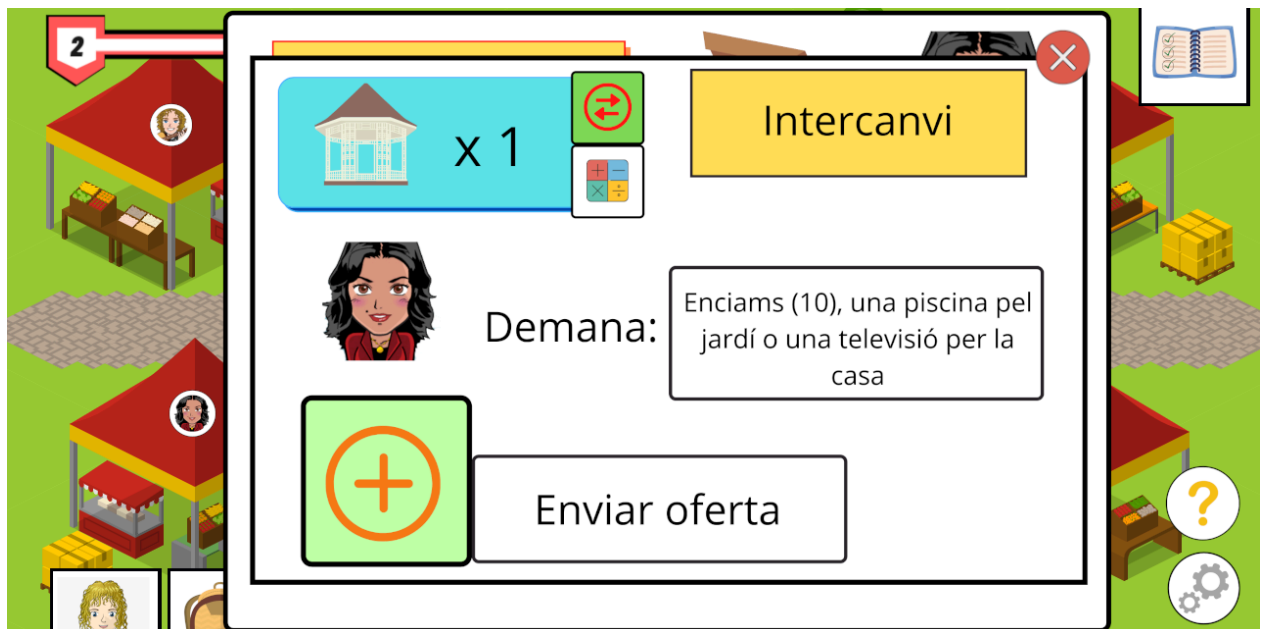 2
x 1
Intercanvi
Demana:
Enciams (10), una piscina pel
jardí o una televisió per la
casa
Enviar oferta
?